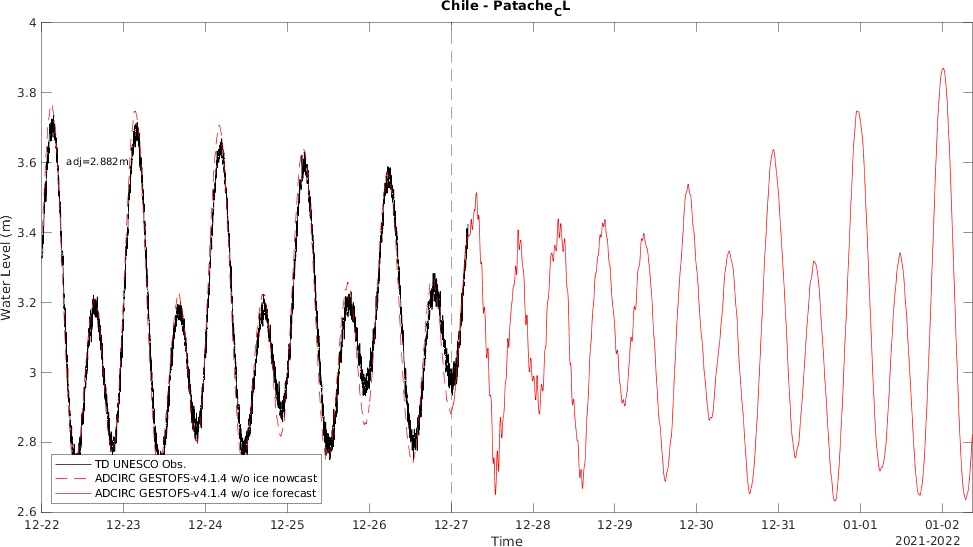 Chile - PatacheCL
4
3.8
3.6
3.4
3.2
3
2.8
2.6
Water Level (m)
adj=2.882m
TD UNESCO Obs.
ADCIRC GESTOFS-v4.1.4 w/o ice nowcast
ADCIRC GESTOFS-v4.1.4 w/o ice forecast
12-22 12-23 12-24 12-25 12-26 12-27 12-28 12-29 12-30 12-31 01-01 01-02
Time
2021-2022